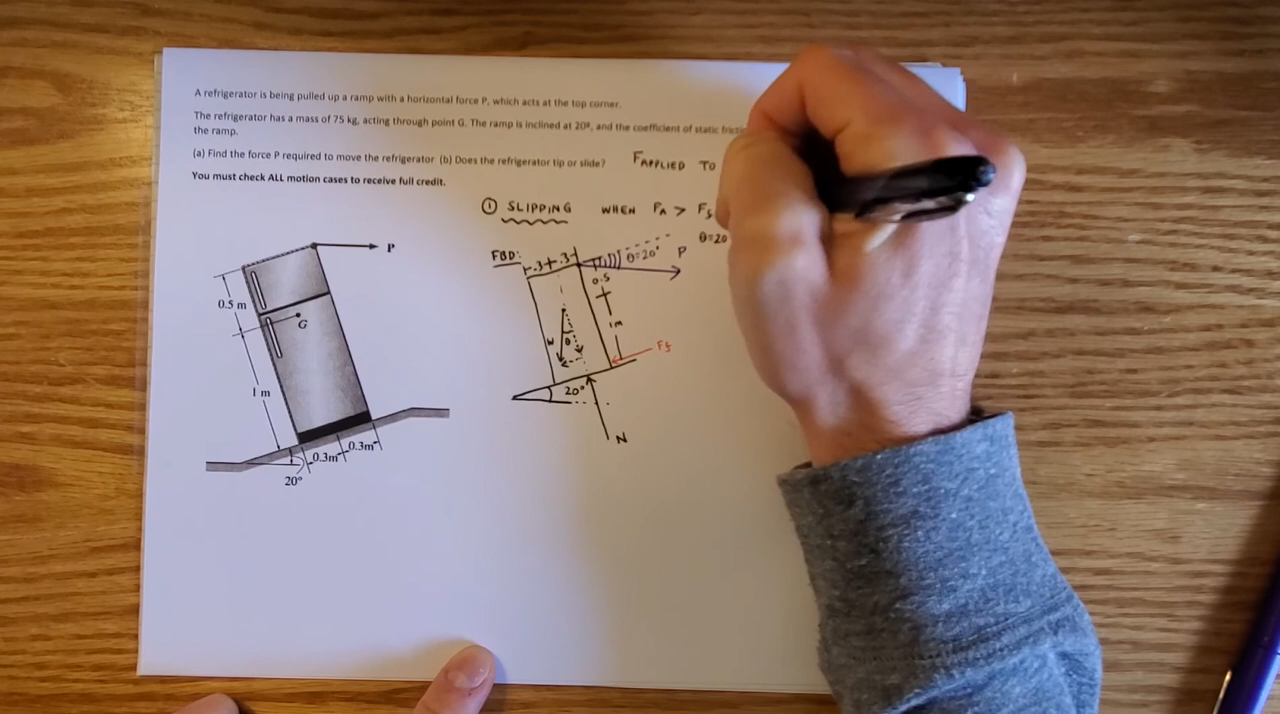 A refrigerator is being pulled up a ramp with a horizontal force P, which acts at the top corner.
The refrigerator has a mass of 75 kg, acting through point G. The ramp is inclined at 20º, and the coefficient of static
the ramp.
(a) Find the force P required to move the refrigerator (b) Does the refrigerator tip or slide?
FAPPLIED TO
You must check ALL motion cases to receive full credit.
① SLIPPING WHEN PA > Fs
θ=20
FBD:
.3 .3
θ=20°
P
0.5
1m
W
θ
Fs
20°
N
P
0.5 m
G
1 m
0.3m
0.3m
20°